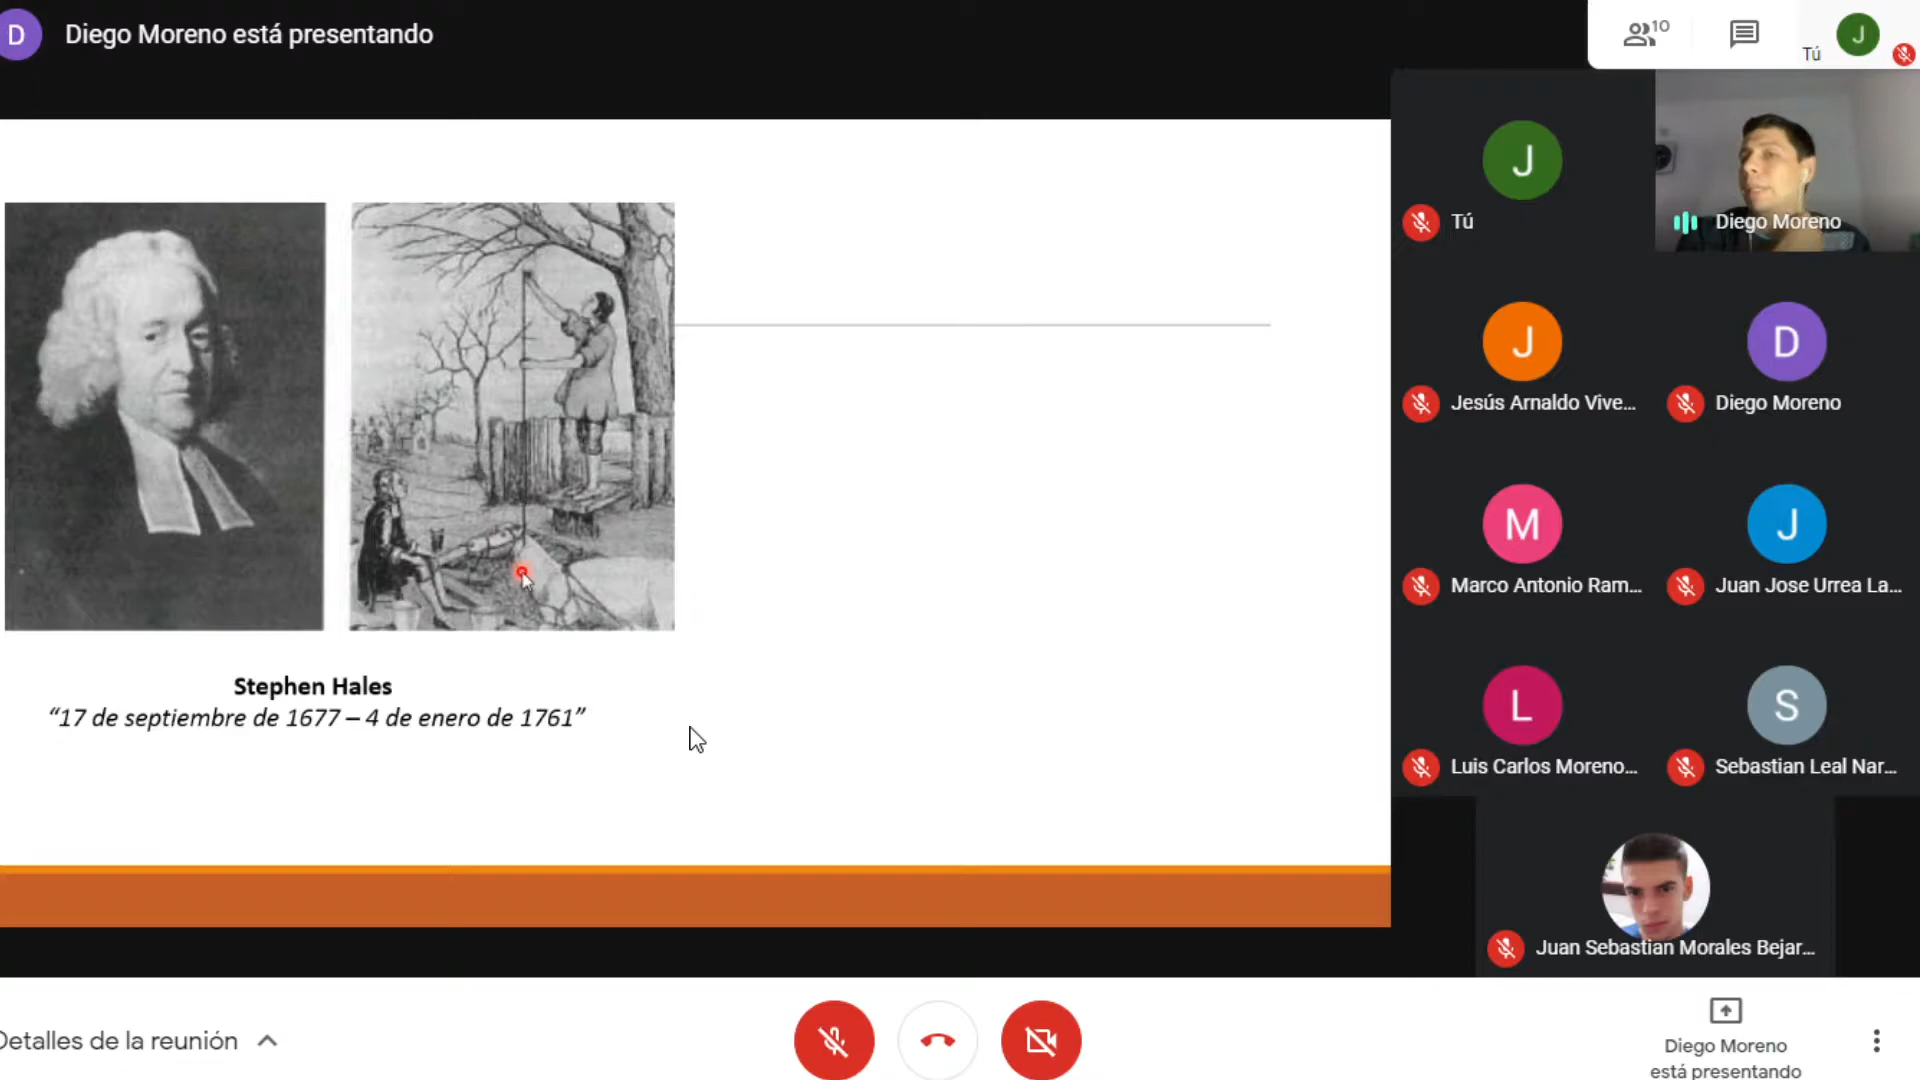 D
Diego Moreno está presentando
10
Tú
J
J
Tú
Diego Moreno
J
Jesús Arnaldo Vive...
D
Diego Moreno
M
Marco Antonio Ram...
J
Juan Jose Urrea La...
L
Luis Carlos Moreno...
S
Sebastian Leal Nar...
Juan Sebastian Morales Bejar...
Stephen Hales
“17 de septiembre de 1677 – 4 de enero de 1761”
Detalles de la reunión
Diego Moreno
está presentando